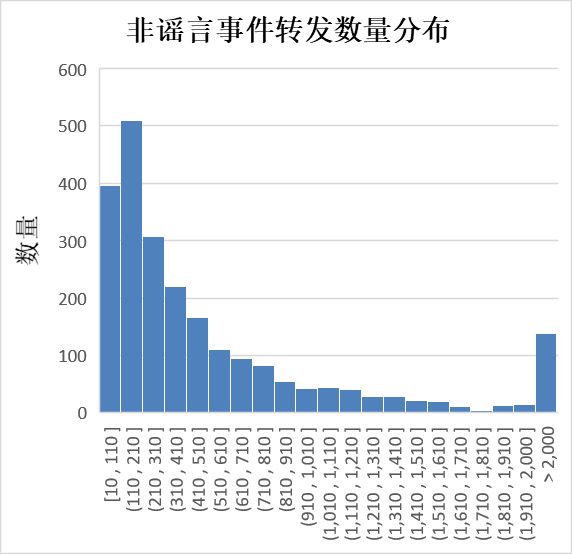 非谣言事件转发数量分布
数量
600
500
400
300
200
100
0
[10 , 110 ]
(110 , 210 ]
(210 , 310 ]
(310 , 410 ]
(410 , 510 ]
(510 , 610 ]
(610 , 710 ]
(710 , 810 ]
(810 , 910 ]
(910 , 1,010 ]
(1,010 , 1,110 ]
(1,110 , 1,210 ]
(1,210 , 1,310 ]
(1,310 , 1,410 ]
(1,410 , 1,510 ]
(1,510 , 1,610 ]
(1,610 , 1,710 ]
(1,710 , 1,810 ]
(1,810 , 1,910 ]
(1,910 , 2,000 ]
> 2,000